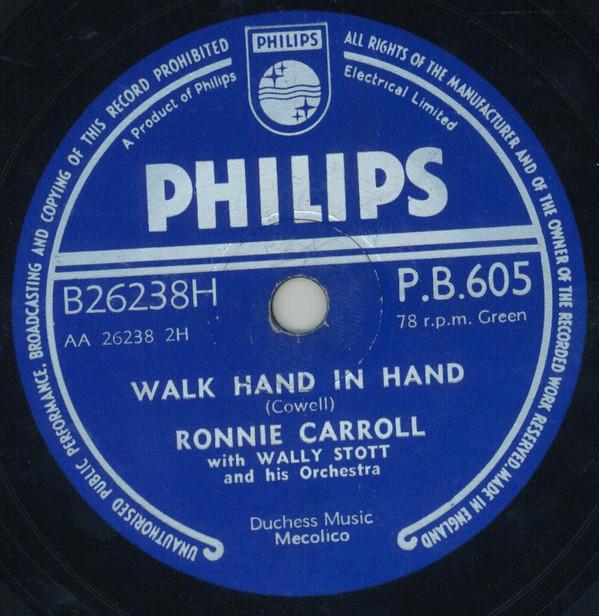 UNAUTHORISED PUBLIC PERFORMANCE, BROADCASTING AND COPYING OF THIS RECORD PROHIBITED
ALL RIGHTS OF THE MANUFACTURER AND OF THE OWNER OF THE RECORDED WORK RESERVED. MADE IN ENGLAND
A Product of Philips
Electrical Limited
PHILIPS
PHILIPS
B26238H
P.B.605
AA 26238 2H
78 r.p.m. Green
WALK HAND IN HAND
(Cowell)
RONNIE CARROLL
with WALLY STOTT
and his Orchestra
Duchess Music
Mecolico